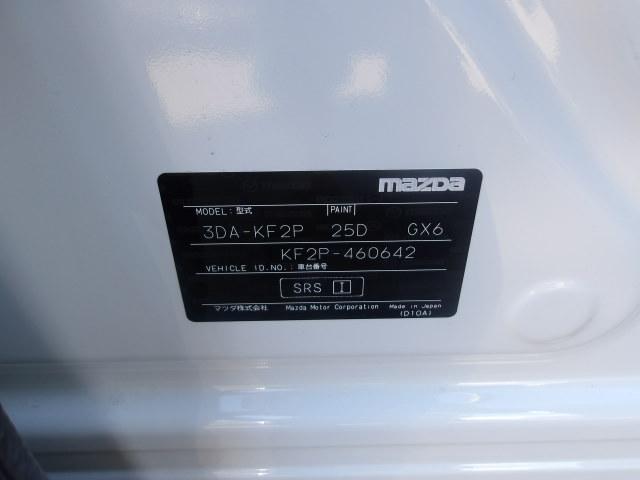 mazda
MODEL:型式 PAINT
3DA-KF2P 25D GX6
KF2P-460642
VEHICLE ID.NO.:車台番号
SRS I
マツダ株式会社 Mazda Motor Corporation Made in Japan
(D10A)